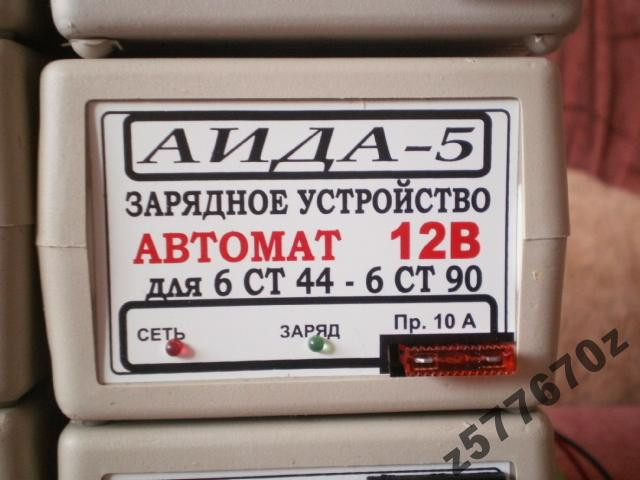 АИДА-5
ЗАРЯДНОЕ УСТРОЙСТВО
АВТОМАТ 12В
для 6 СТ 44 - 6 СТ 90
СЕТЬ ЗАРЯД Пр. 10 А
z577670z